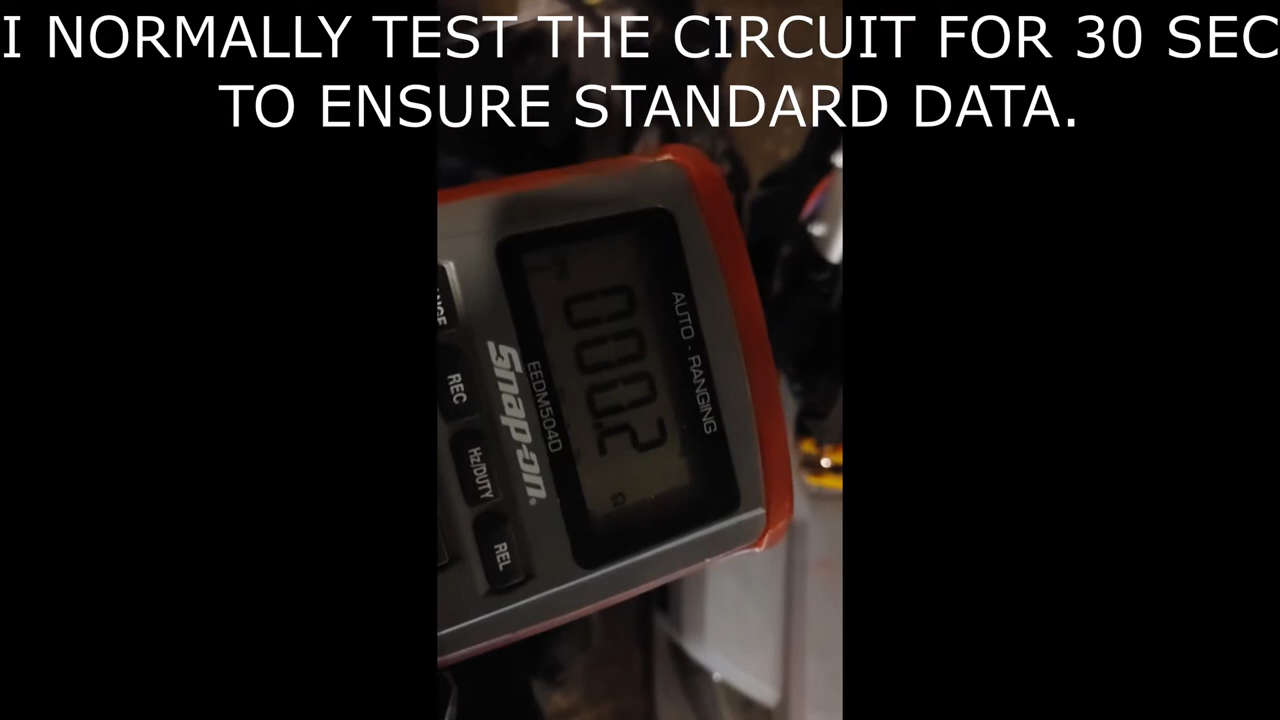 I NORMALLY TEST THE CIRCUIT FOR 30 SEC
TO ENSURE STANDARD DATA.
AUTO - RANGING
000.2
Ω
EEDM504D
Snap-on
REC
Hz/DUTY
REL